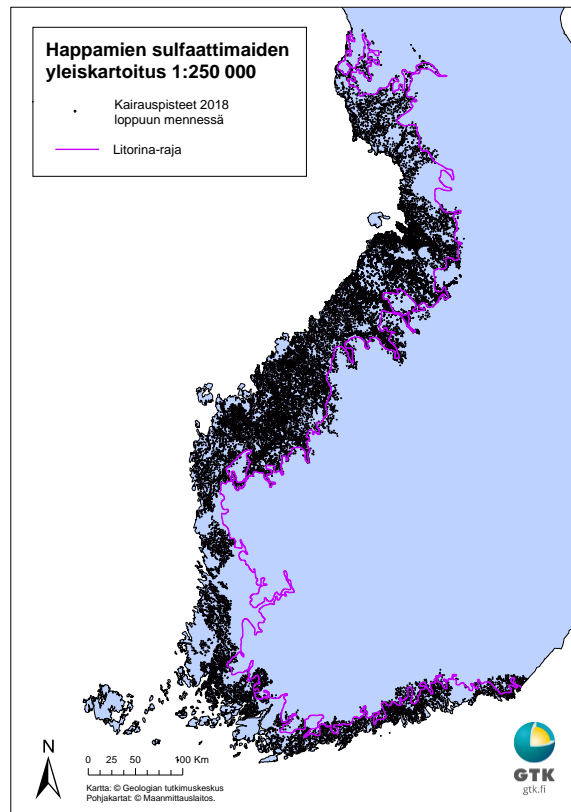 Happamien sulfaattimaiden
yleiskartoitus 1:250 000
Kairauspisteet 2018
loppuun mennessä
Litorina-raja
N
0 25 50 100 Km
Kartta: © Geologian tutkimuskeskus
Pohjakartat: © Maanmittauslaitos.
GTK
gtk.fi